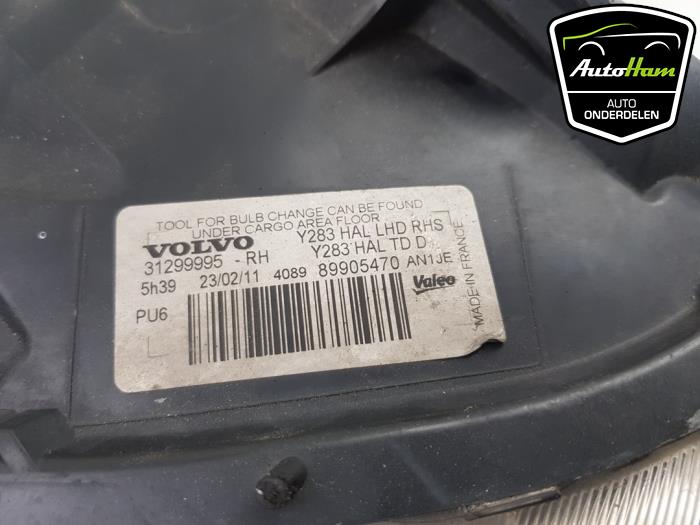 AutoHam
AUTO
ONDERDELEN
TOOL FOR BULB CHANGE CAN BE FOUND
UNDER CARGO AREA FLOOR
VOLVO Y283 HAL LHD RHS
31299995 - RH Y283 HAL TD D
5h39 23/02/11 4089 89905470 AN1JE
PU6
Valeo
MADE IN FRANCE